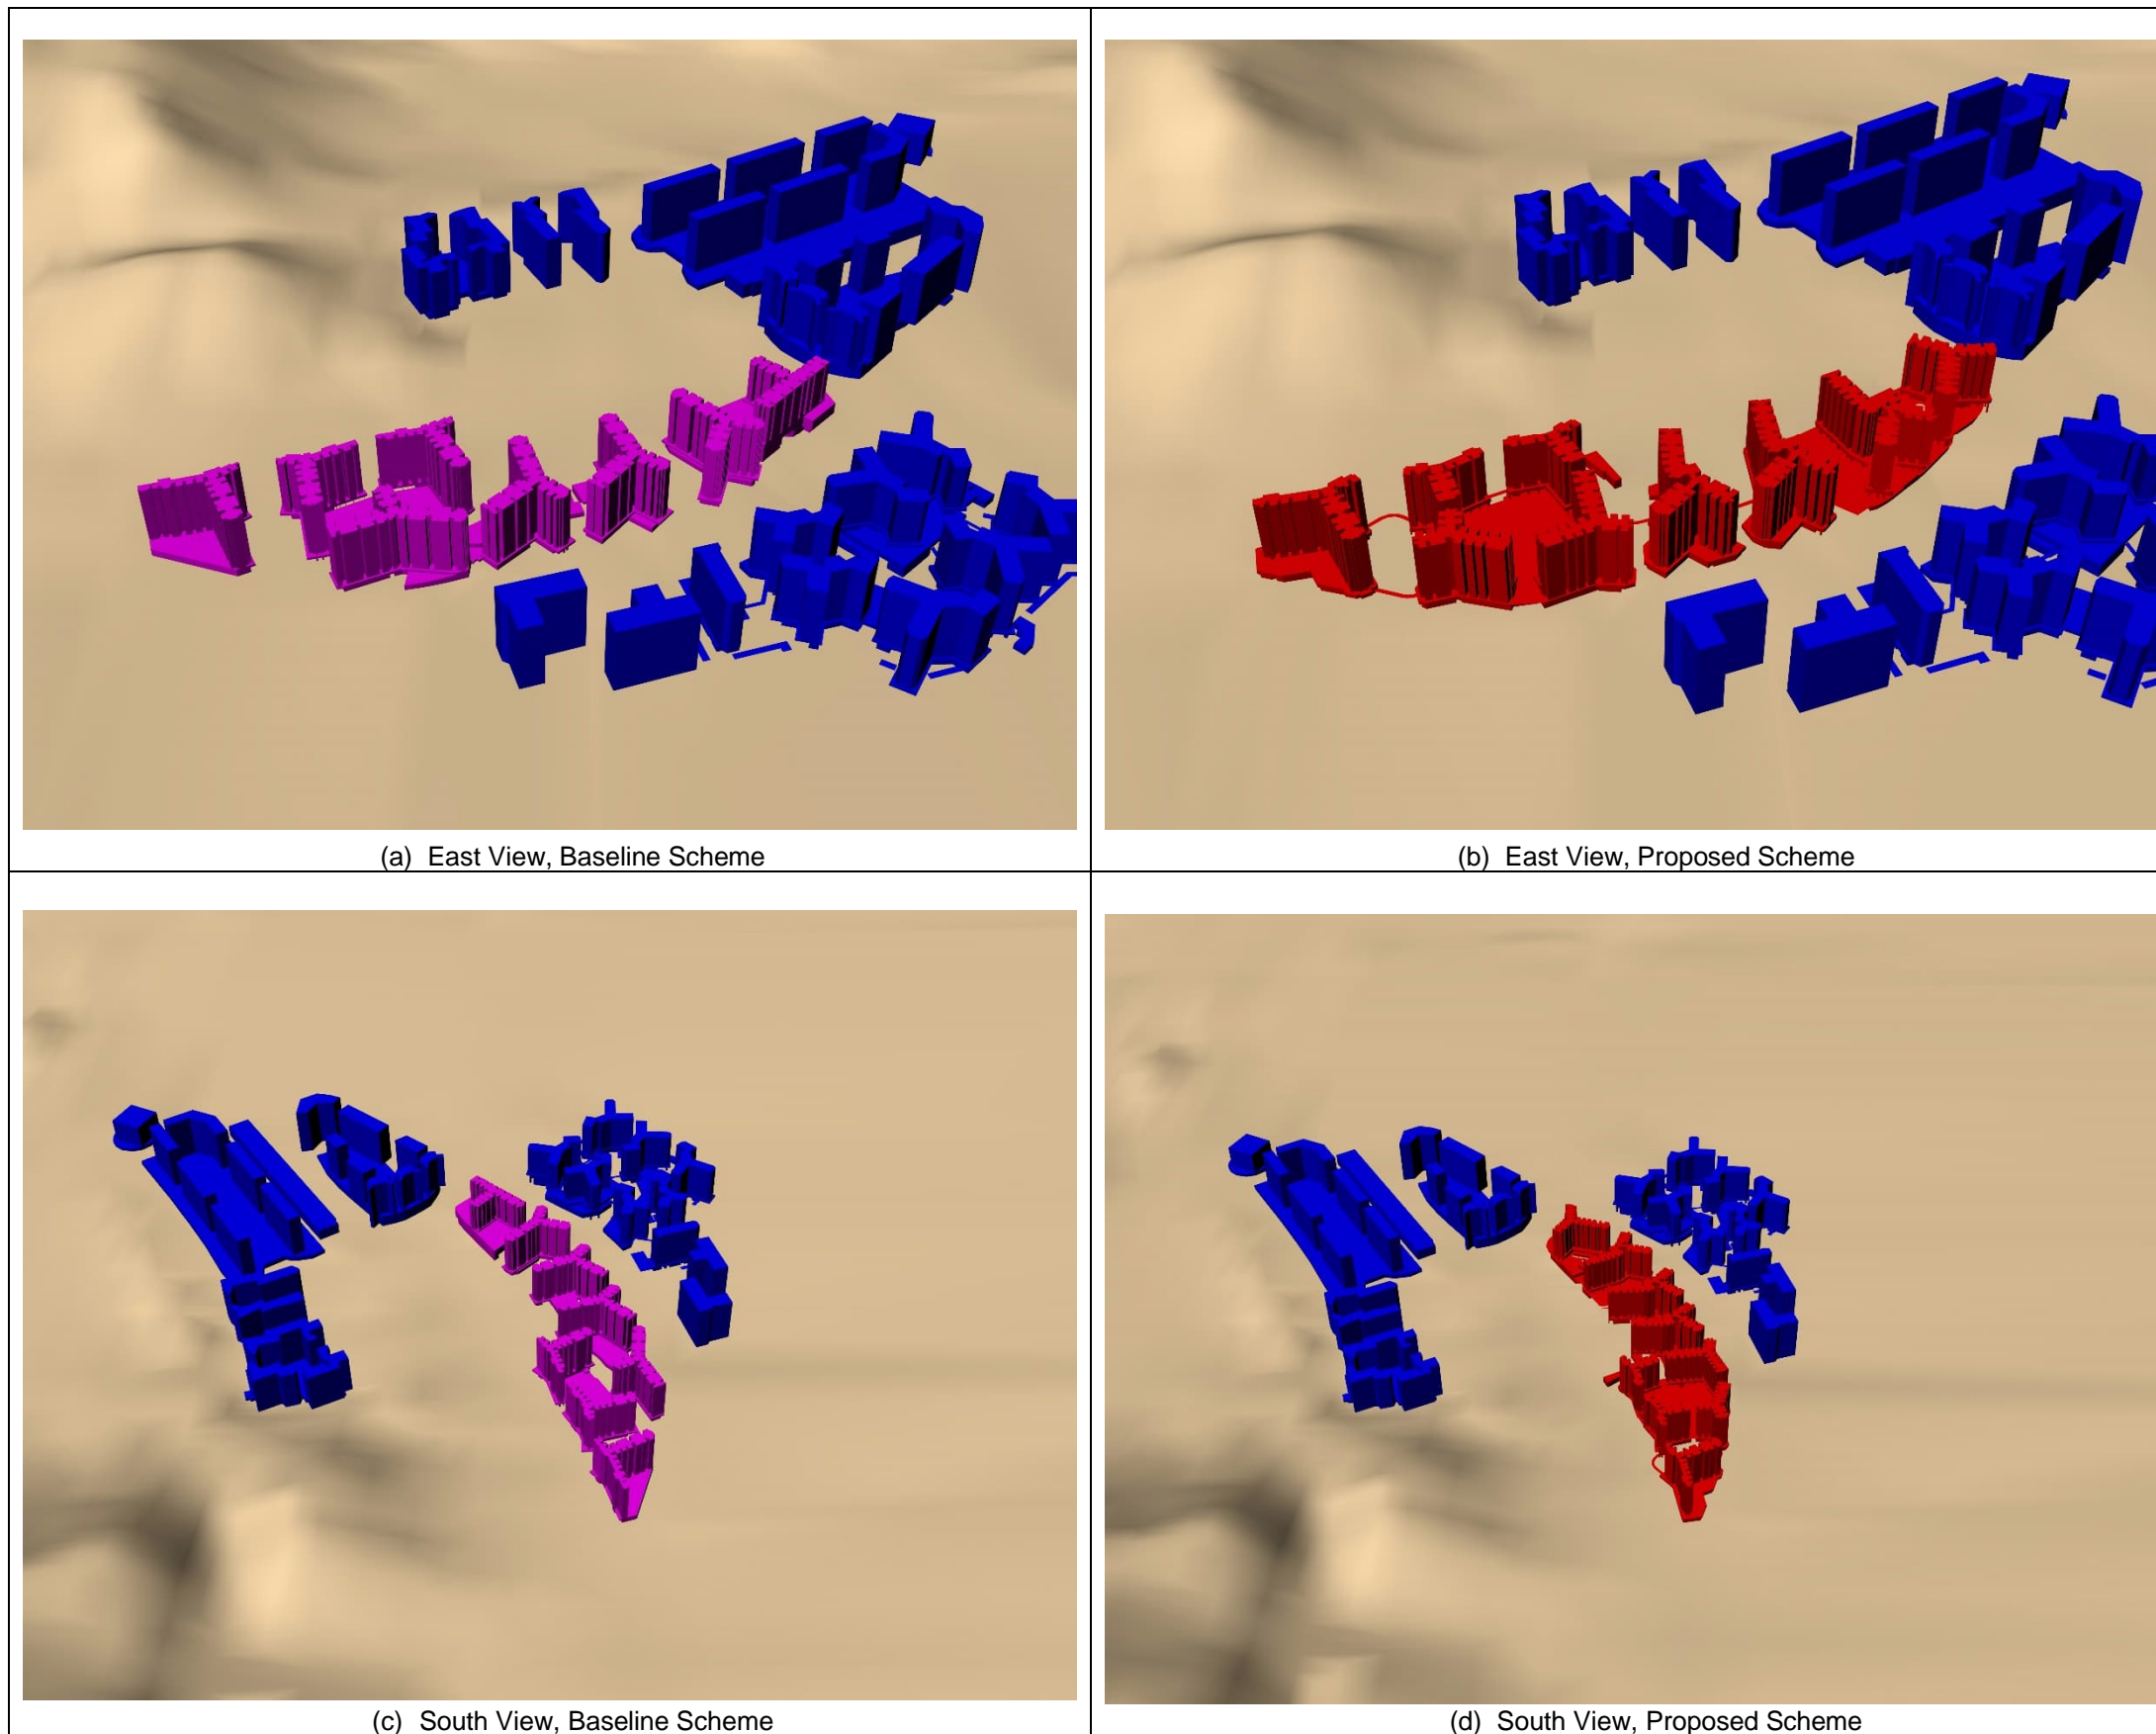 (a) East View, Baseline Scheme
(b) East View, Proposed Scheme
(c) South View, Baseline Scheme
(d) South View, Proposed Scheme